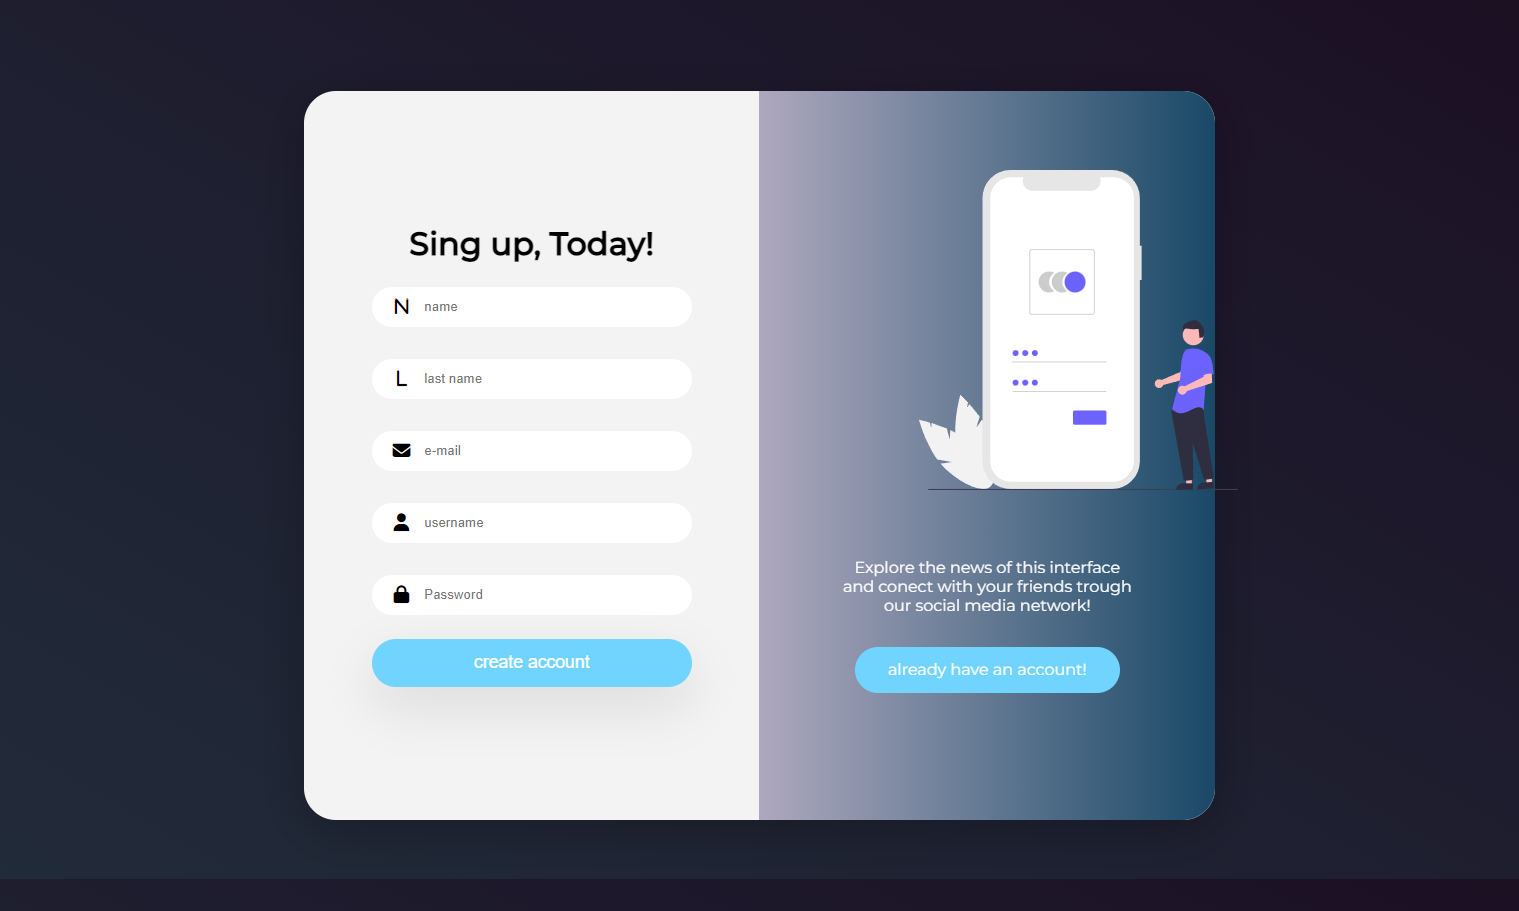 Sing up, Today!
N name
L last name
e-mail
username
Password
create account
Explore the news of this interface
and conect with your friends trough
our social media network!
already have an account!